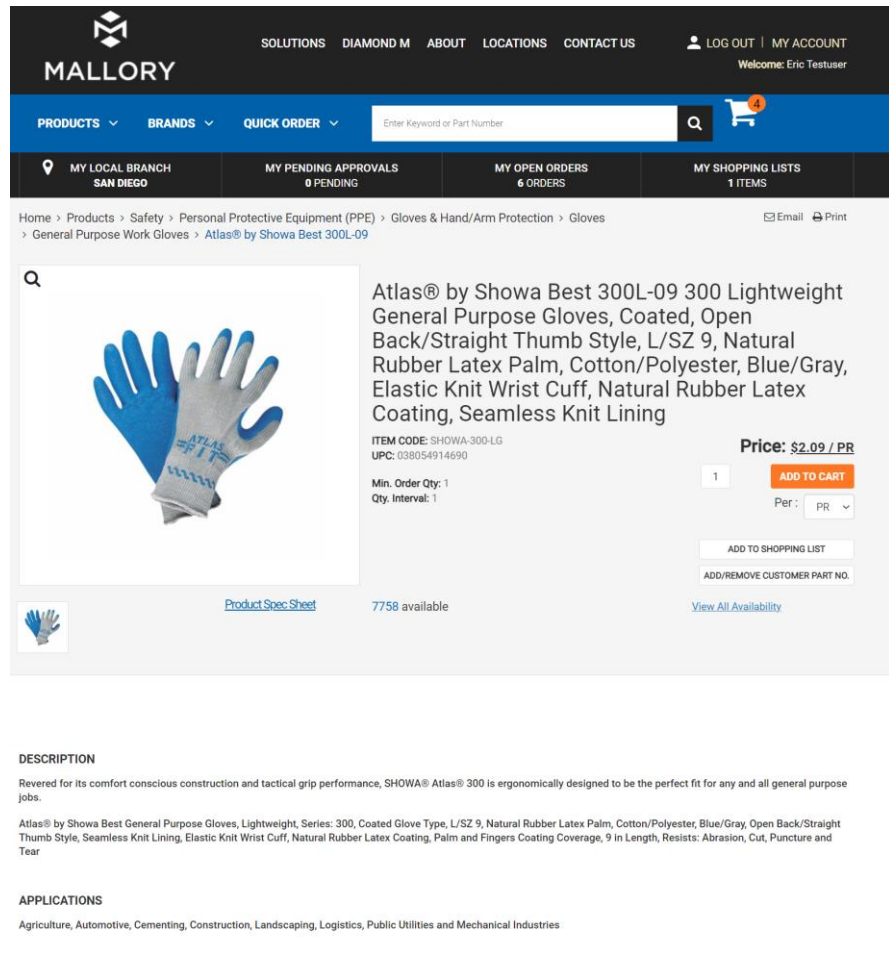 MALLORY
SOLUTIONS DIAMOND M ABOUT LOCATIONS CONTACT US
LOG OUT | MY ACCOUNT
Welcome: Eric Testuser
PRODUCTS BRANDS QUICK ORDER
Enter Keyword or Part Number
4
MY LOCAL BRANCH
SAN DIEGO
MY PENDING APPROVALS
0 PENDING
MY OPEN ORDERS
6 ORDERS
MY SHOPPING LISTS
1 ITEMS
Home > Products > Safety > Personal Protective Equipment (PPE) > Gloves & Hand/Arm Protection > Gloves
> General Purpose Work Gloves > Atlas® by Showa Best 300L-09
Email Print
ATLAS
FIT
Atlas® by Showa Best 300L-09 300 Lightweight
General Purpose Gloves, Coated, Open
Back/Straight Thumb Style, L/SZ 9, Natural
Rubber Latex Palm, Cotton/Polyester, Blue/Gray,
Elastic Knit Wrist Cuff, Natural Rubber Latex
Coating, Seamless Knit Lining
ITEM CODE: SHOWA-300-LG
UPC: 038054914690
Min. Order Qty: 1
Qty. Interval: 1
Price: $2.09 / PR
1 ADD TO CART
Per : PR
ADD TO SHOPPING LIST
ADD/REMOVE CUSTOMER PART NO.
Product Spec Sheet
7758 available
View All Availability
DESCRIPTION
Revered for its comfort conscious construction and tactical grip performance, SHOWA® Atlas® 300 is ergonomically designed to be the perfect fit for any and all general purpose
jobs.
Atlas® by Showa Best General Purpose Gloves, Lightweight, Series: 300, Coated Glove Type, L/SZ 9, Natural Rubber Latex Palm, Cotton/Polyester, Blue/Gray, Open Back/Straight
Thumb Style, Seamless Knit Lining, Elastic Knit Wrist Cuff, Natural Rubber Latex Coating, Palm and Fingers Coating Coverage, 9 in Length, Resists: Abrasion, Cut, Puncture and
Tear
APPLICATIONS
Agriculture, Automotive, Cementing, Construction, Landscaping, Logistics, Public Utilities and Mechanical Industries